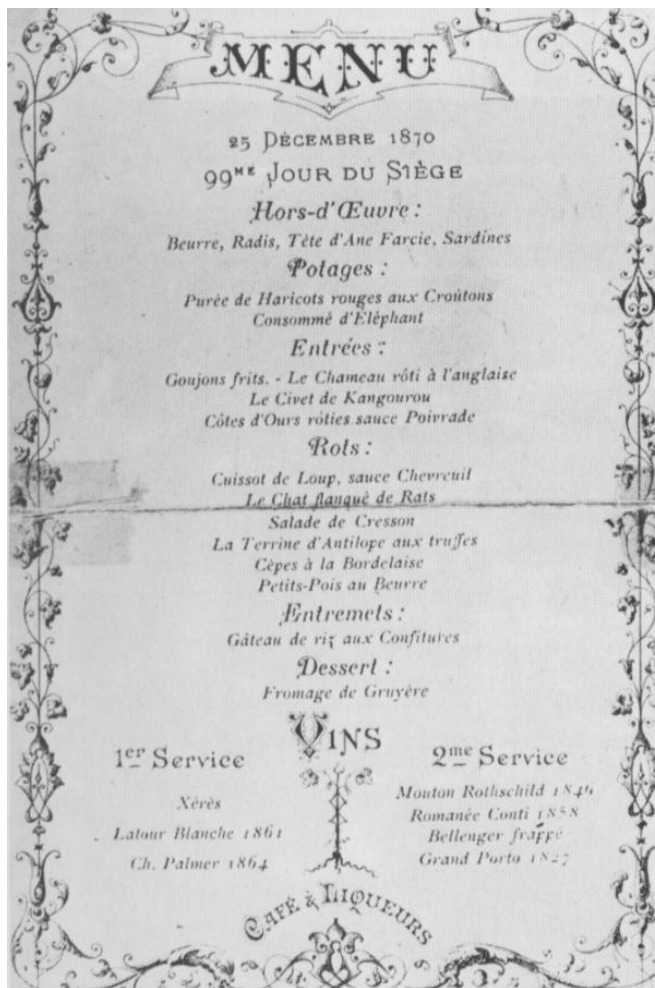 MENU
25 DÉCEMBRE 1870
99ME JOUR DU SIÈGE
Hors-d'Œuvre :
Beurre, Radis, Tête d'Ane Farcie, Sardines
Potages :
Purée de Haricots rouges aux Croûtons
Consommé d'Eléphant
Entrées :
Goujons frits. - Le Chameau rôti à l'anglaise
Le Civet de Kangourou
Côtes d'Ours rôties sauce Poivrade
Rots :
Cuissot de Loup, sauce Chevreuil
Le Chat flanqué de Rats
Salade de Cresson
La Terrine d'Antilope aux truffes
Cèpes à la Bordelaise
Petits-Pois au Beurre
Entremets :
Gâteau de riz aux Confitures
Dessert :
Fromage de Gruyère
VINS
1er Service
Xérès
Latour Blanche 1861
Ch. Palmer 1864
2me Service
Mouton Rothschild 1846
Romanée Conti 1858
Bellenger frappé
Grand Porto 1827
CAFÉ & LIQUEURS